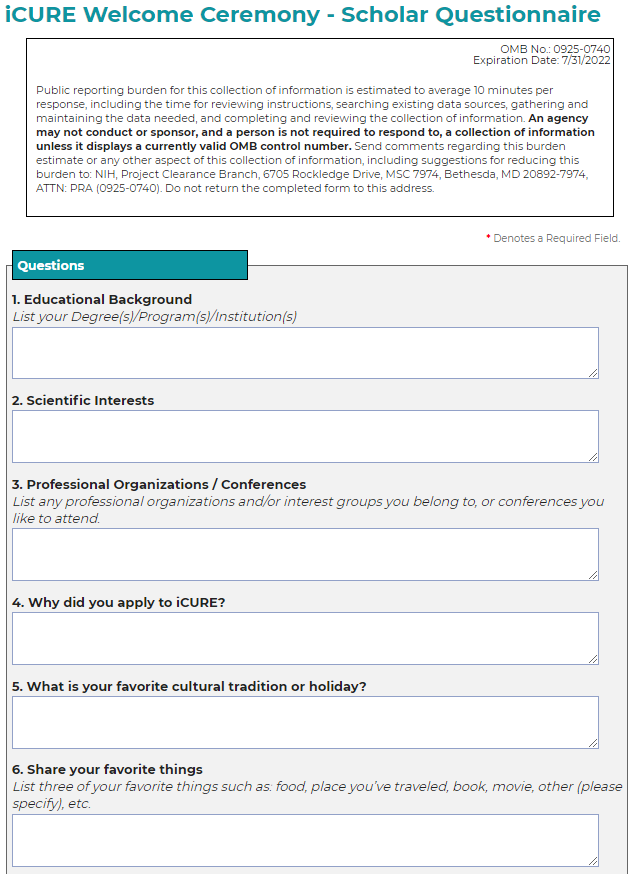 iCURE Welcome Ceremony - Scholar Questionnaire
OMB No.: 0925-0740
Expiration Date: 7/31/2022
Public reporting burden for this collection of information is estimated to average 10 minutes per
response, including the time for reviewing instructions, searching existing data sources, gathering and
maintaining the data needed, and completing and reviewing the collection of information. An agency
may not conduct or sponsor, and a person is not required to respond to, a collection of information
unless it displays a currently valid OMB control number. Send comments regarding this burden
estimate or any other aspect of this collection of information, including suggestions for reducing this
burden to: NIH, Project Clearance Branch, 6705 Rockledge Drive, MSC 7974, Bethesda, MD 20892-7974,
ATTN: PRA (0925-0740). Do not return the completed form to this address.
* Denotes a Required Field.
Questions
1. Educational Background
List your Degree(s)/Program(s)/Institution(s)
2. Scientific Interests
3. Professional Organizations / Conferences
List any professional organizations and/or interest groups you belong to, or conferences you
like to attend.
4. Why did you apply to iCURE?
5. What is your favorite cultural tradition or holiday?
6. Share your favorite things
List three of your favorite things such as: food, place you've traveled, book, movie, other (please
specify), etc.